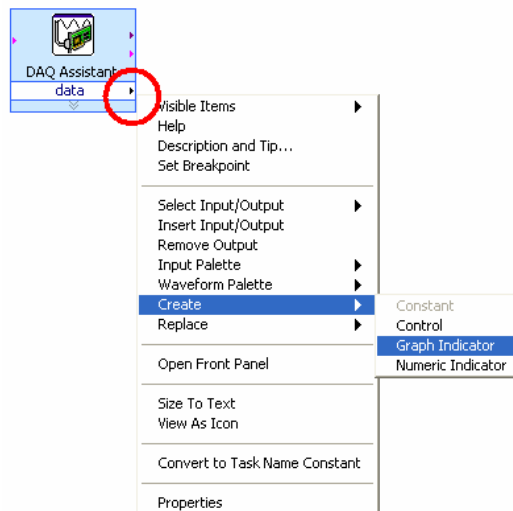 DAQ Assistant
data
Visible Items
Help
Description and Tip...
Set Breakpoint
Select Input/Output
Insert Input/Output
Remove Output
Input Palette
Waveform Palette
Create
Replace
Open Front Panel
Size To Text
View As Icon
Convert to Task Name Constant
Properties
Constant
Control
Graph Indicator
Numeric Indicator